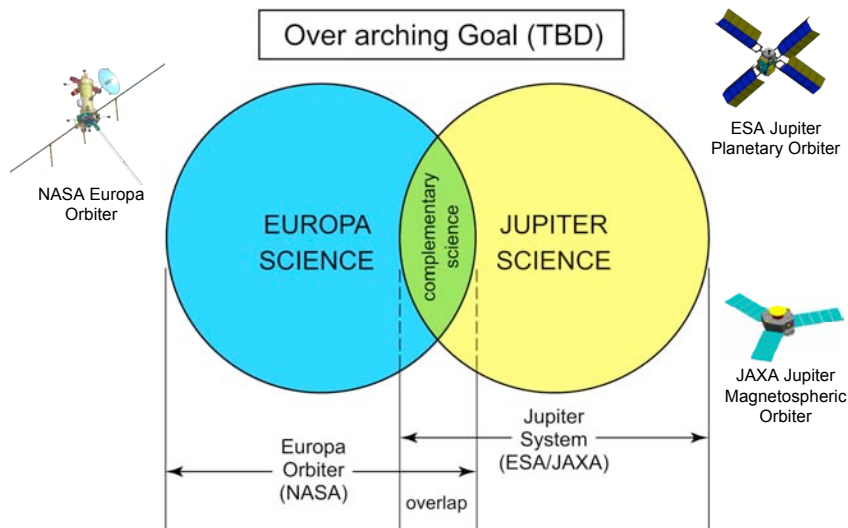 Over arching Goal (TBD)
NASA Europa
Orbiter
ESA Jupiter
Planetary Orbiter
EUROPA
SCIENCE
complementary
science
JUPITER
SCIENCE
JAXA Jupiter
Magnetospheric
Orbiter
Europa
Orbiter
(NASA)
overlap
Jupiter
System
(ESA/JAXA)